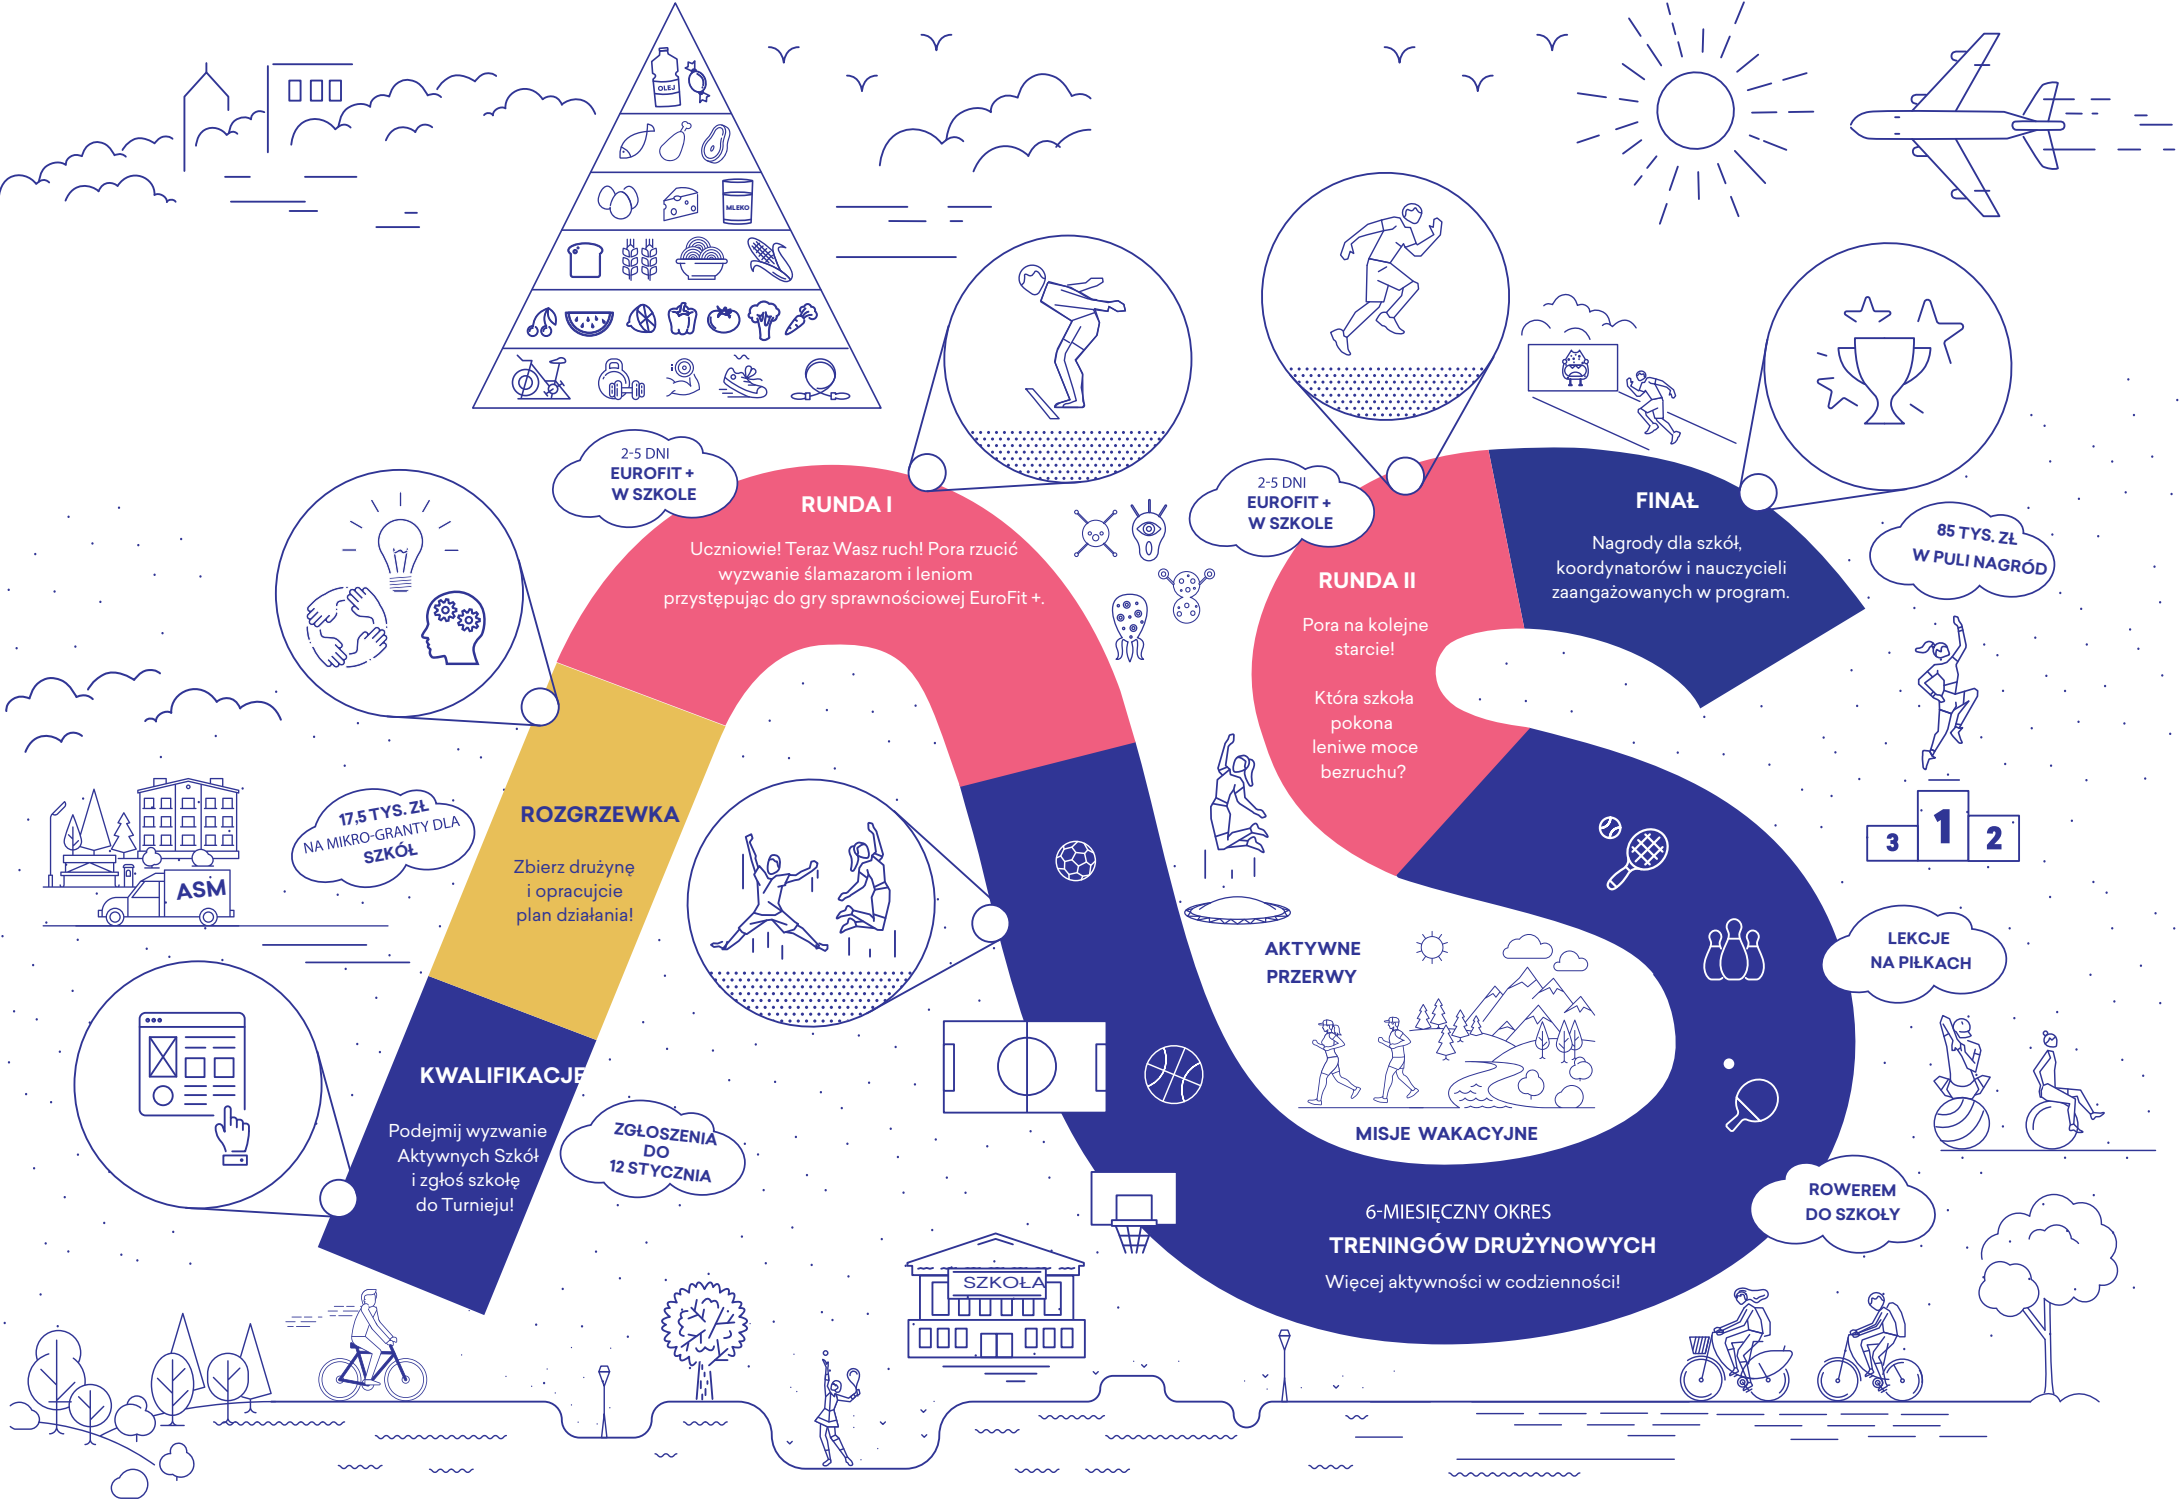 OLEJ
MLEKO
2-5 DNI
EUROFIT +
W SZKOLE
RUNDA I
Uczniowie! Teraz Wasz ruch! Pora rzucić
wyzwanie ślamazarom i leniom
przystępując do gry sprawnościowej EuroFit +.
2-5 DNI
EUROFIT +
W SZKOLE
RUNDA II
Pora na kolejne
starcie!
Która szkoła
pokona
leniwe moce
bezruchu?
FINAŁ
Nagrody dla szkół,
koordynatorów i nauczycieli
zaangażowanych w program.
85 TYS. ZŁ
W PULI NAGRÓD
17,5 TYS. ZŁ
NA MIKRO-GRANTY DLA
SZKÓŁ
ASM
ROZGRZEWKA
Zbierz drużynę
i opracujcie
plan działania!
3
1
2
LEKCJE
NA PIŁKACH
AKTYWNE
PRZERWY
MISJE WAKACYJNE
KWALIFIKACJE
Podejmij wyzwanie
Aktywnych Szkół
i zgłoś szkołę
do Turnieju!
ZGŁOSZENIA
DO
12 STYCZNIA
SZKOŁA
6-MIESIĘCZNY OKRES
TRENINGÓW DRUŻYNOWYCH
Więcej aktywności w codzienności!
ROWEREM
DO SZKOŁY